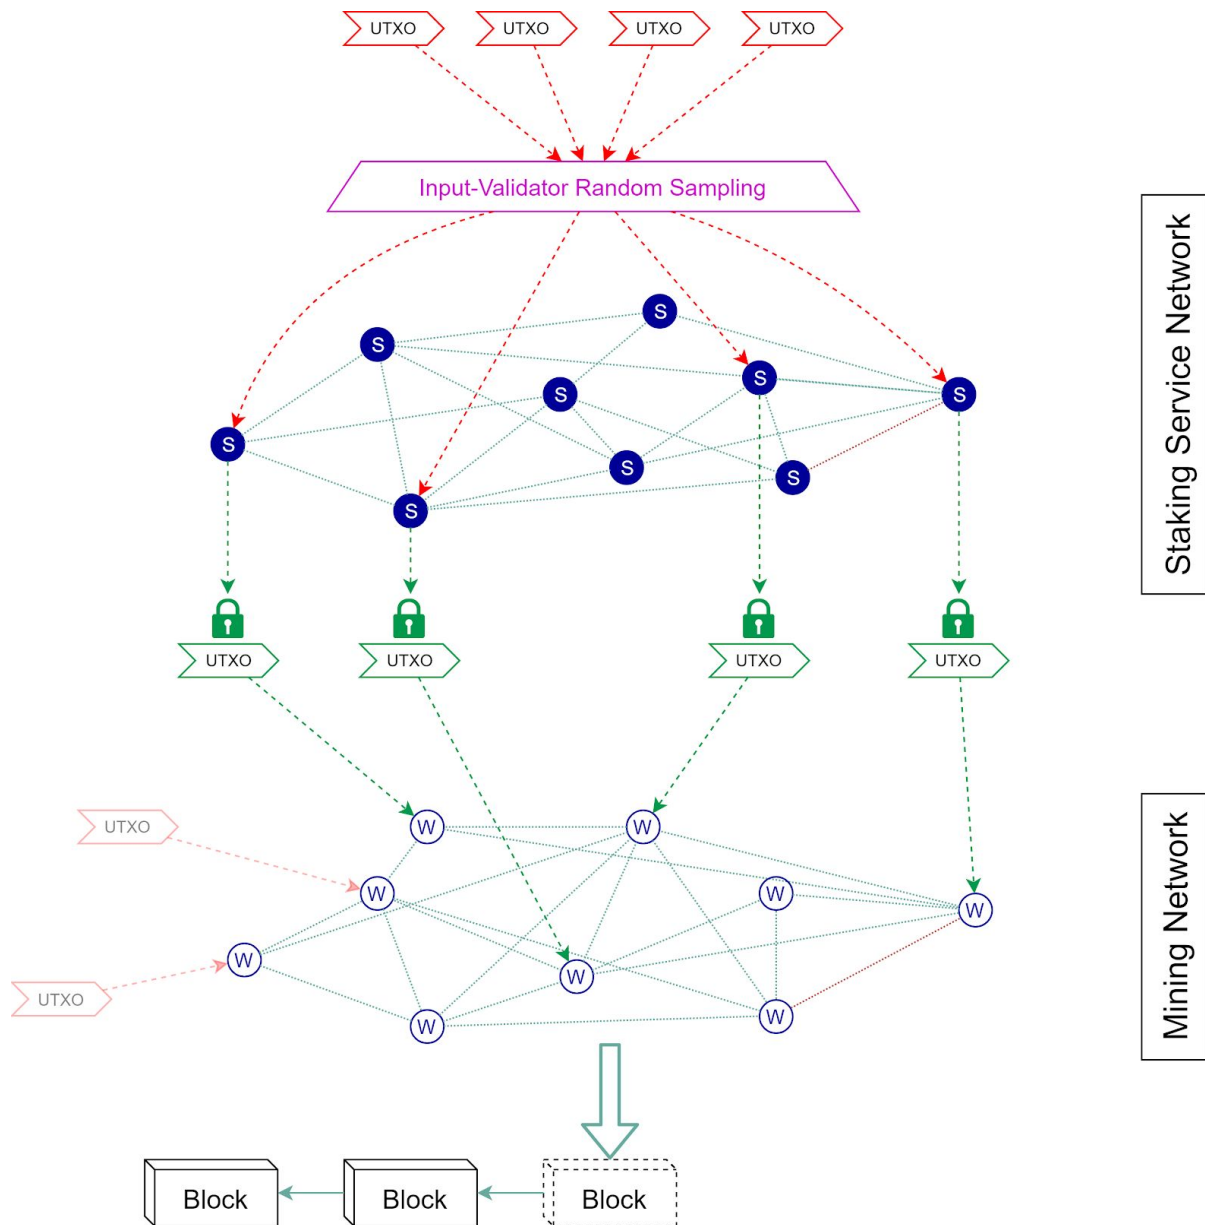 UTXO
UTXO
UTXO
UTXO
Input-Validator Random Sampling
Staking Service Network
S
S
S
S
S
S
S
S
S
UTXO
UTXO
UTXO
UTXO
Mining Network
UTXO
W
W
W
W
W
W
W
UTXO
W
W
Block
Block
Block